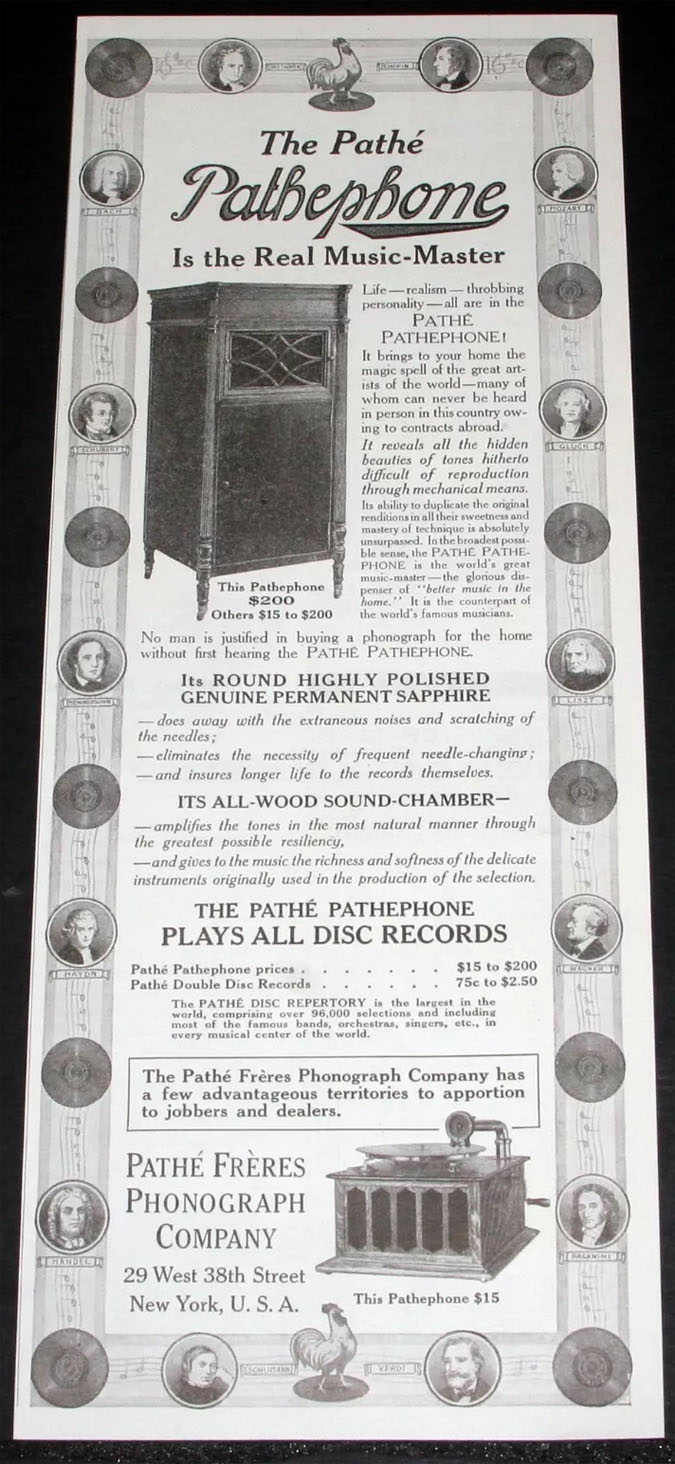 BEETHOVEN
CHOPIN
The Pathé
Pathephone
Is the Real Music-Master
BACH
MOZART
SCHUBERT
GLUCK
MENDELSSOHN
LISZT
HAYDN
WAGNER
HANDEL
PAGANINI
Life—realism—throbbing
personality—all are in the
PATHÉ
PATHEPHONE!
It brings to your home the
magic spell of the great art-
ists of the world—many of
whom can never be heard
in person in this country ow-
ing to contracts abroad.
It reveals all the hidden
beauties of tones hitherto
difficult of reproduction
through mechanical means.
Its ability to duplicate the original
renditions in all their sweetness and
mastery of technique is absolutely
unsurpassed. In the broadest possi-
ble sense, the PATHÉ PATHE-
PHONE is the world's great
music-master—the glorious dis-
penser of "better music in the
home." It is the counterpart of
the world's famous musicians.
This Pathephone
$200
Others $15 to $200
No man is justified in buying a phonograph for the home
without first hearing the PATHÉ PATHEPHONE.
Its ROUND HIGHLY POLISHED
GENUINE PERMANENT SAPPHIRE
—does away with the extraneous noises and scratching of
the needles;
—eliminates the necessity of frequent needle-changing;
—and insures longer life to the records themselves.
ITS ALL-WOOD SOUND-CHAMBER—
—amplifies the tones in the most natural manner through
the greatest possible resiliency,
—and gives to the music the richness and softness of the delicate
instruments originally used in the production of the selection.
THE PATHÉ PATHEPHONE
PLAYS ALL DISC RECORDS
Pathé Pathephone prices . . . . . . . $15 to $200
Pathé Double Disc Records . . . . . . 75c to $2.50
The PATHÉ DISC REPERTORY is the largest in the
world, comprising over 96,000 selections and including
most of the famous bands, orchestras, singers, etc., in
every musical center of the world.
The Pathé Frères Phonograph Company has
a few advantageous territories to apportion
to jobbers and dealers.
PATHÉ FRÈRES
PHONOGRAPH
COMPANY
29 West 38th Street
New York, U. S. A.
This Pathephone $15
SCHUMANN
VERDI